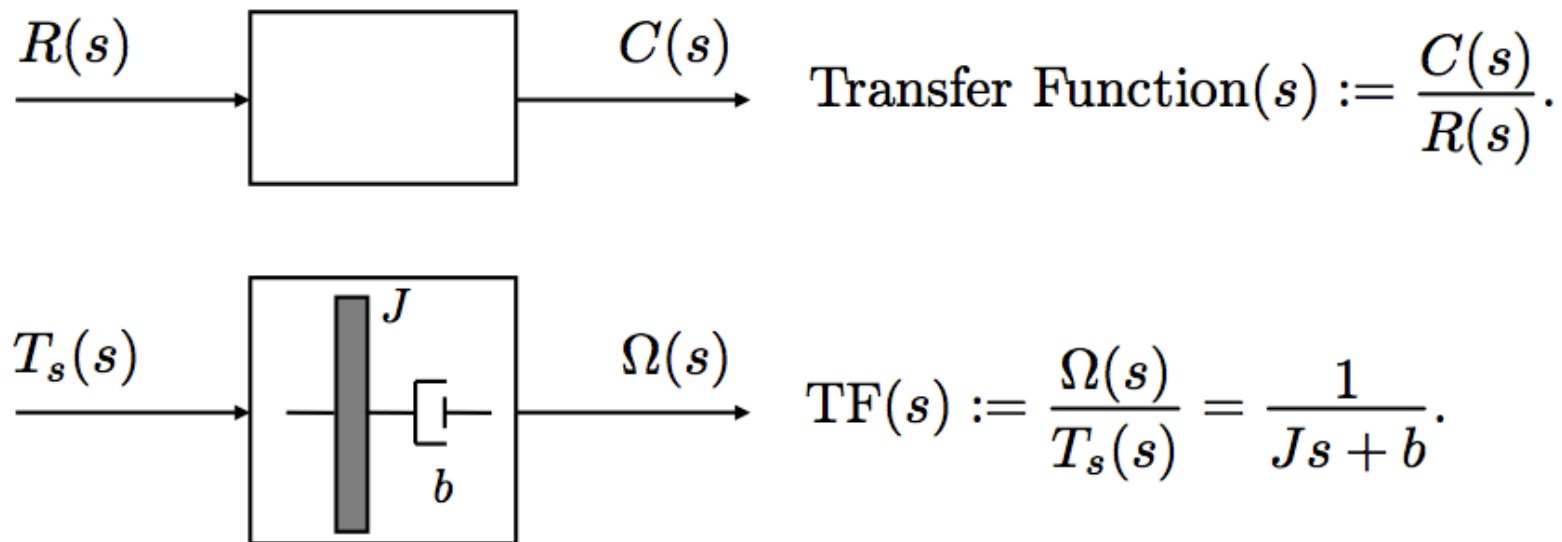 R(s) C(s) Transfer Function(s) := C(s)/R(s).
J
T_s(s) Ω(s) TF(s) := Ω(s)/T_s(s) = 1/(Js + b).
b